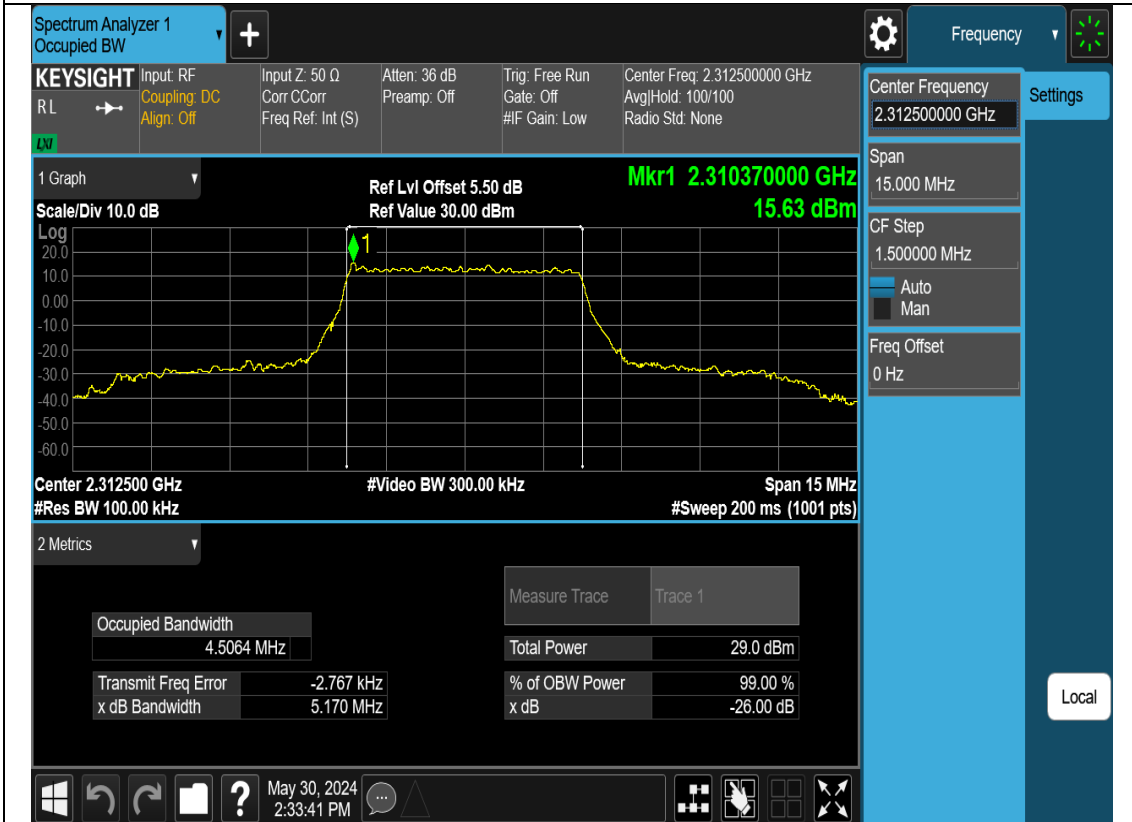 Spectrum Analyzer 1
Occupied BW
+
Frequency
KEYSIGHT
R L
LXI
Input: RF
Coupling: DC
Align: Off
Input Z: 50 Ω
Corr CCorr
Freq Ref: Int (S)
Atten: 36 dB
Preamp: Off
Trig: Free Run
Gate: Off
#IF Gain: Low
Center Freq: 2.312500000 GHz
Avg|Hold: 100/100
Radio Std: None
Center Frequency
2.312500000 GHz
Settings
Span
15.000 MHz
CF Step
1.500000 MHz
Auto
Man
Freq Offset
0 Hz
Local
1 Graph
Scale/Div 10.0 dB
Ref Lvl Offset 5.50 dB
Ref Value 30.00 dBm
Mkr1 2.310370000 GHz
15.63 dBm
Log
20.0
10.0
0.00
-10.0
-20.0
-30.0
-40.0
-50.0
-60.0
1
Center 2.312500 GHz
#Res BW 100.00 kHz
#Video BW 300.00 kHz
Span 15 MHz
#Sweep 200 ms (1001 pts)
2 Metrics
Measure Trace Trace 1
Occupied Bandwidth
4.5064 MHz
Total Power 29.0 dBm
Transmit Freq Error -2.767 kHz
% of OBW Power 99.00 %
x dB Bandwidth 5.170 MHz
x dB -26.00 dB
?
May 30, 2024
2:33:41 PM